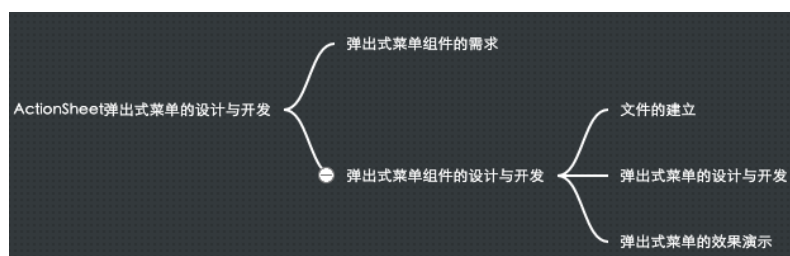 弹出式菜单组件的需求
ActionSheet弹出式菜单的设计与开发
文件的建立
弹出式菜单组件的设计与开发
弹出式菜单的设计与开发
弹出式菜单的效果演示